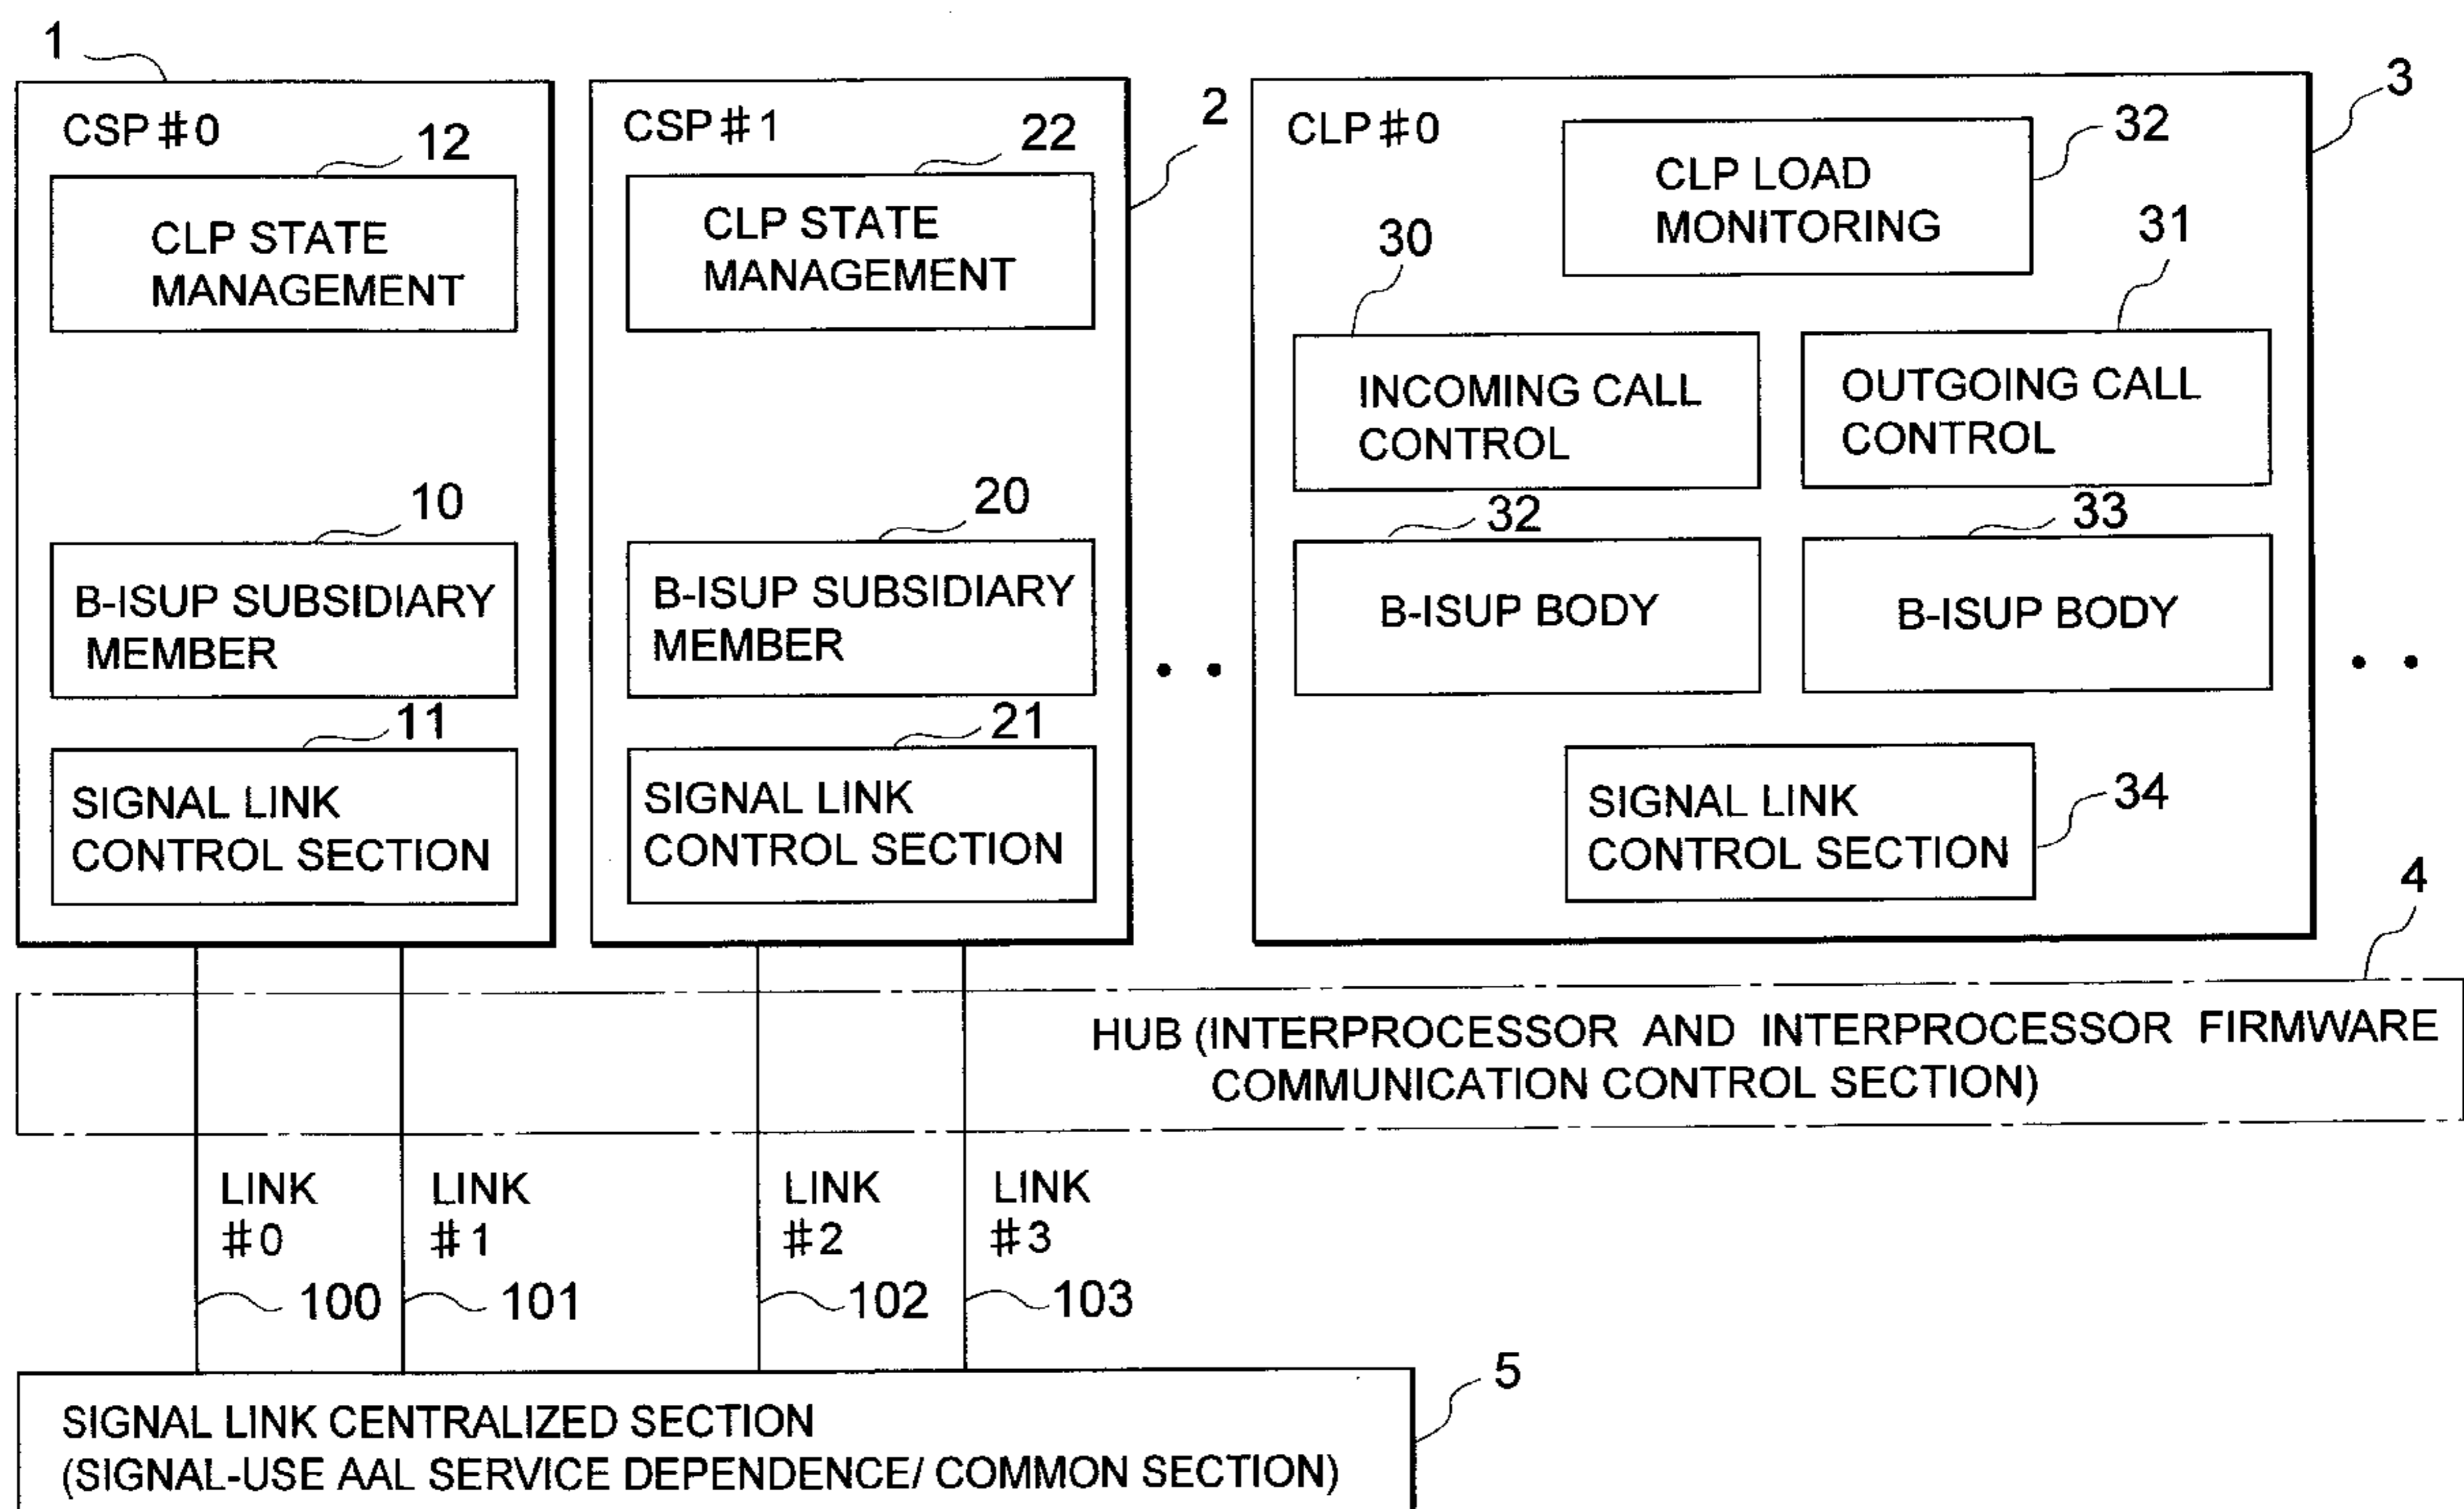 1
CSP#0
12
CLP STATE
MANAGEMENT
10
B-ISUP SUBSIDIARY
MEMBER
11
SIGNAL LINK
CONTROL SECTION
2
CSP#1
22
CLP STATE
MANAGEMENT
20
B-ISUP SUBSIDIARY
MEMBER
21
SIGNAL LINK
CONTROL SECTION
3
CLP#0
32
CLP LOAD
MONITORING
30
INCOMING CALL
CONTROL
31
OUTGOING CALL
CONTROL
32
B-ISUP BODY
33
B-ISUP BODY
SIGNAL LINK
CONTROL SECTION
34
4
HUB (INTERPROCESSOR AND INTERPROCESSOR FIRMWARE
COMMUNICATION CONTROL SECTION)
LINK
#0
100
LINK
#1
101
LINK
#2
102
LINK
#3
103
5
SIGNAL LINK CENTRALIZED SECTION
(SIGNAL-USE AAL SERVICE DEPENDENCE/ COMMON SECTION)